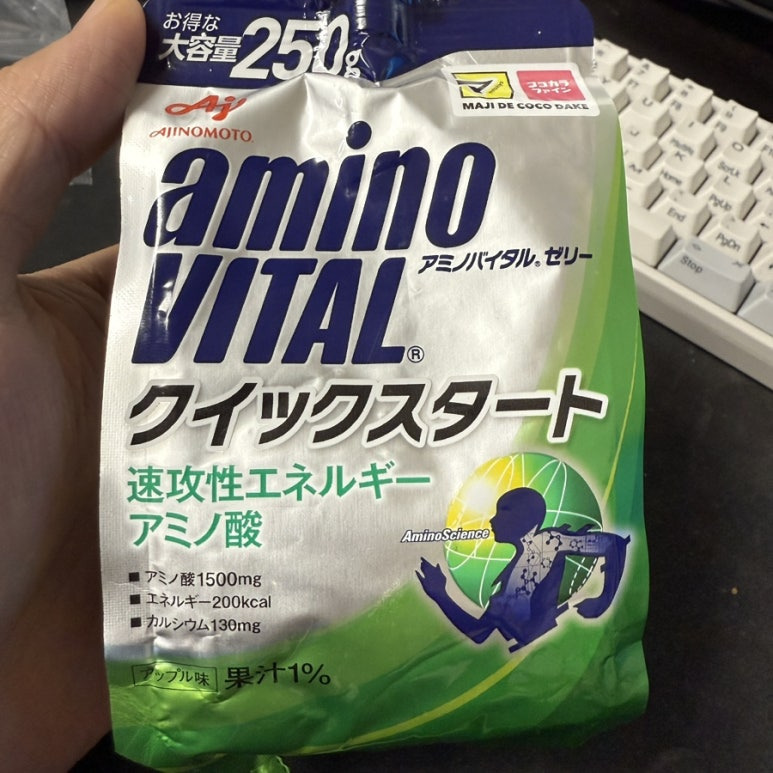 お得な
大容量250g
Aj
AJINOMOTO®
ココカラ
ファイン
MAJI DE COCO DAKE
amino
VITAL®
アミノバイタル®ゼリー
クイックスタート
速攻性エネルギー
アミノ酸
AminoScience
■アミノ酸1500mg
■エネルギー200kcal
■カルシウム130mg
アップル味 果汁1%
Home
PgUp
End
PgDn
Stop